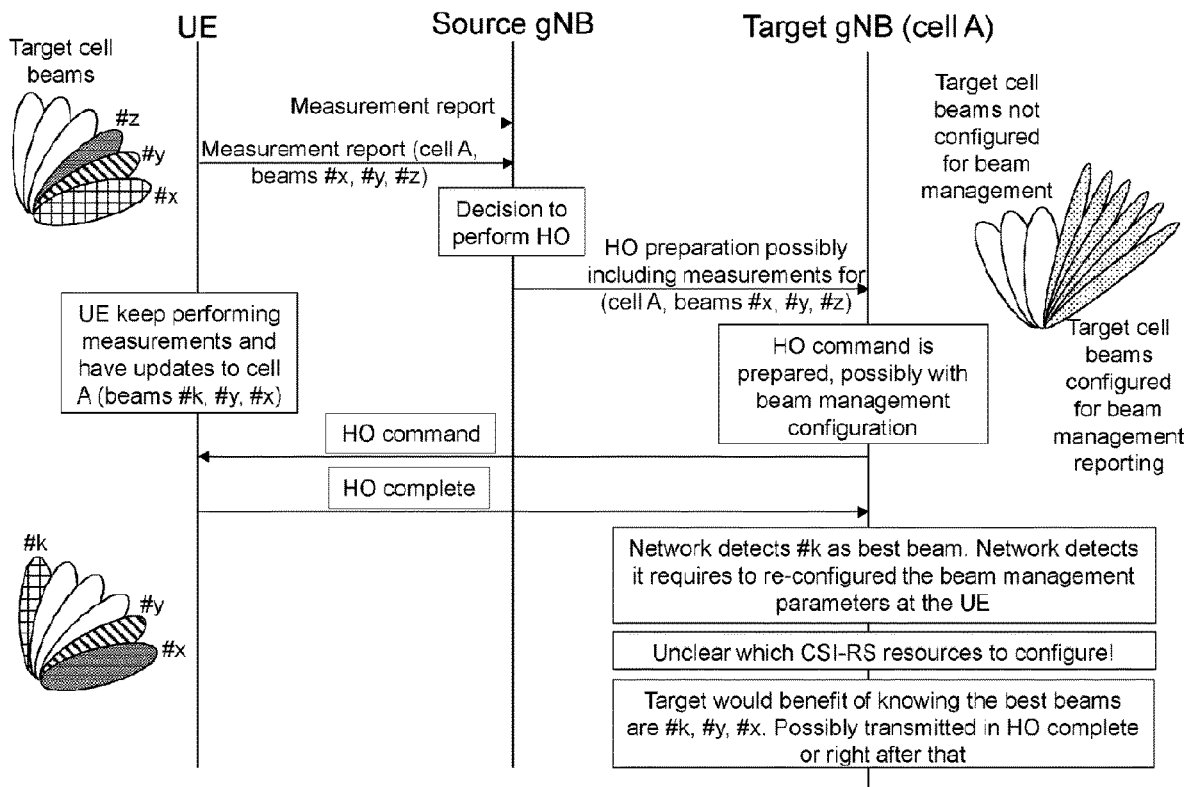 UE
Source gNB
Target gNB (cell A)
Target cell
beams
#z
#y
#x
Measurement report
Measurement report (cell A,
beams #x, #y, #z)
Target cell
beams not
configured
for beam
management
Decision to
perform HO
HO preparation possibly
including measurements for
(cell A, beams #x, #y, #z)
UE keep performing
measurements and
have updates to cell
A (beams #k, #y, #x)
HO command is
prepared, possibly with
beam management
configuration
Target cell
beams
configured
for beam
management
reporting
HO command
HO complete
#k
#y
#x
Network detects #k as best beam. Network detects
it requires to re-configured the beam management
parameters at the UE
Unclear which CSI-RS resources to configure!
Target would benefit of knowing the best beams
are #k, #y, #x. Possibly transmitted in HO complete
or right after that